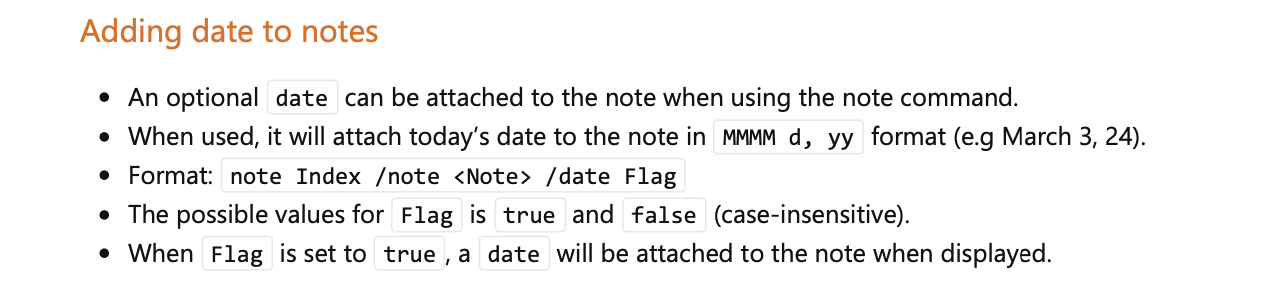 Adding date to notes
• An optional date can be attached to the note when using the note command.
• When used, it will attach today’s date to the note in MMMM d, yy format (e.g March 3, 24).
• Format: note Index /note <Note> /date Flag
• The possible values for Flag is true and false (case-insensitive).
• When Flag is set to true, a date will be attached to the note when displayed.